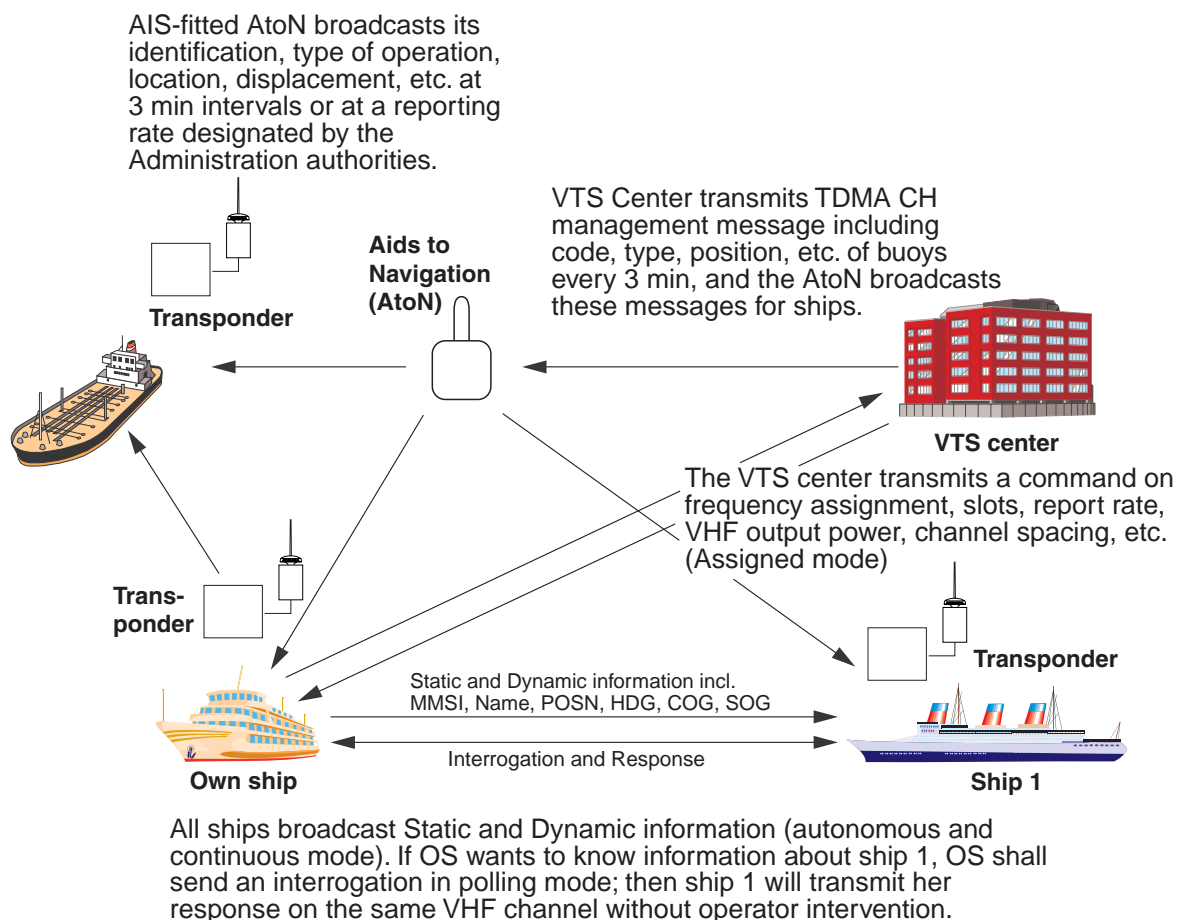 AIS-fitted AtoN broadcasts its
identification, type of operation,
location, displacement, etc. at
3 min intervals or at a reporting
rate designated by the
Administration authorities.
VTS Center transmits TDMA CH
management message including
code, type, position, etc. of buoys
every 3 min, and the AtoN broadcasts
these messages for ships.
Aids to
Navigation
(AtoN)
Transponder
VTS center
The VTS center transmits a command on
frequency assignment, slots, report rate,
VHF output power, channel spacing, etc.
(Assigned mode)
Trans-
ponder
Transponder
Static and Dynamic information incl.
MMSI, Name, POSN, HDG, COG, SOG
Interrogation and Response
Own ship
Ship 1
All ships broadcast Static and Dynamic information (autonomous and
continuous mode). If OS wants to know information about ship 1, OS shall
send an interrogation in polling mode; then ship 1 will transmit her
response on the same VHF channel without operator intervention.